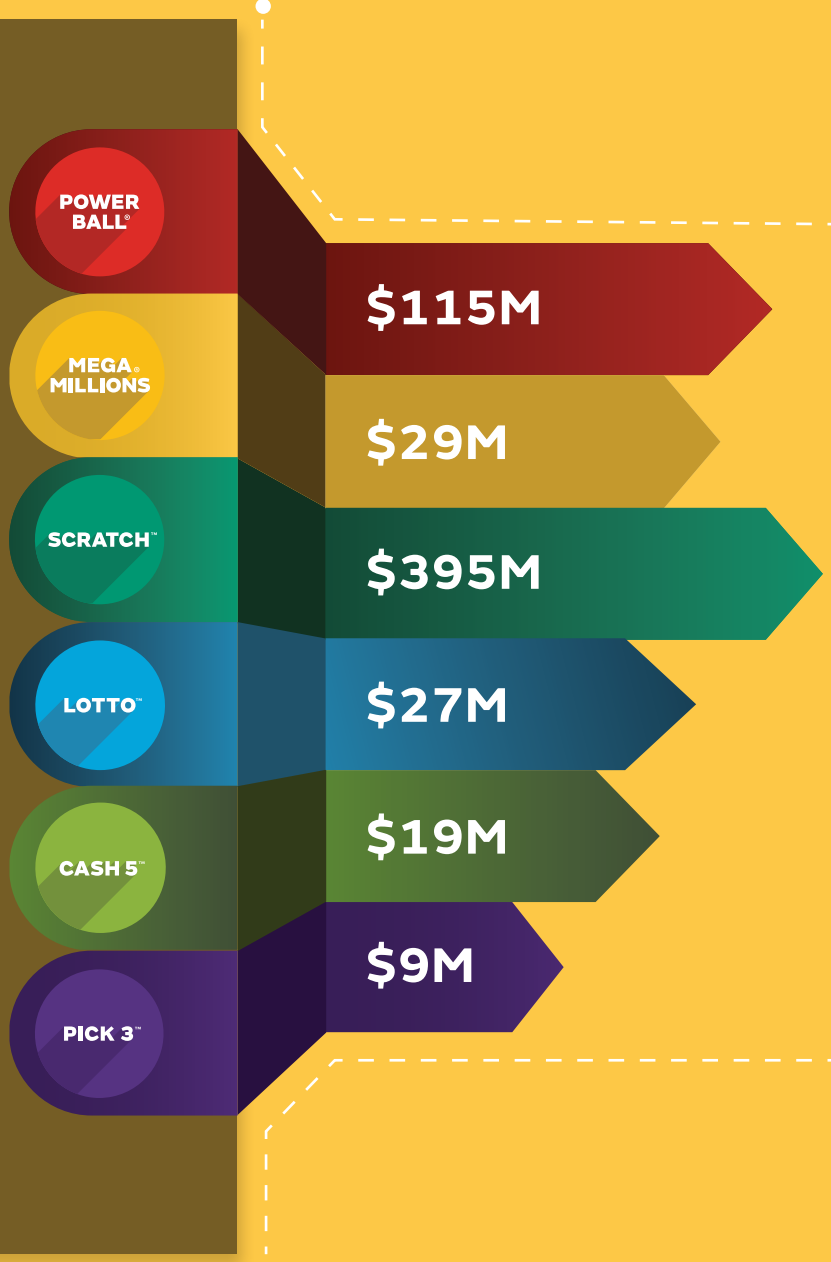 POWER
BALL®
$115M
MEGA®
MILLIONS
$29M
SCRATCH™
$395M
LOTTO™
$27M
CASH 5™
$19M
PICK 3™
$9M